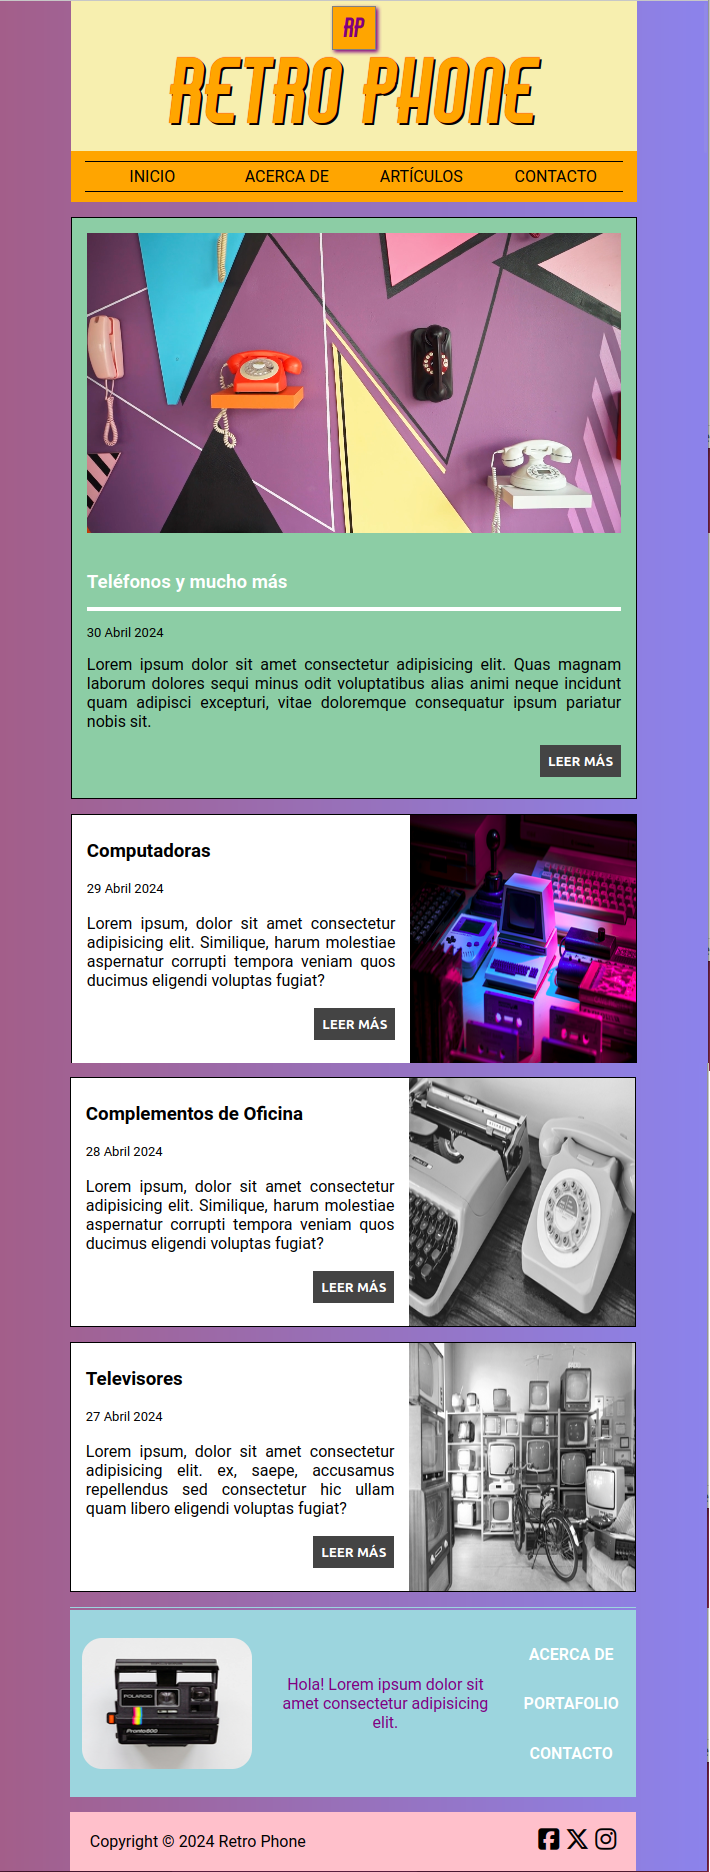 RP
RETRO PHONE
INICIO ACERCA DE ARTÍCULOS CONTACTO
Teléfonos y mucho más
30 Abril 2024
Lorem ipsum dolor sit amet consectetur adipisicing elit. Quas magnam
laborum dolores sequi minus odit voluptatibus alias animi neque incidunt
quam adipisci excepturi, vitae doloremque consequatur ipsum pariatur
nobis sit.
LEER MÁS
Computadoras
29 Abril 2024
Lorem ipsum, dolor sit amet consectetur
adipisicing elit. Similique, harum molestiae
aspernatur corrupti tempora veniam quos
ducimus eligendi voluptas fugiat?
LEER MÁS
Complementos de Oficina
28 Abril 2024
Lorem ipsum, dolor sit amet consectetur
adipisicing elit. Similique, harum molestiae
aspernatur corrupti tempora veniam quos
ducimus eligendi voluptas fugiat?
LEER MÁS
Televisores
27 Abril 2024
Lorem ipsum, dolor sit amet consectetur
adipisicing elit. ex, saepe, accusamus
repellendus sed consectetur hic ullam
quam libero eligendi voluptas fugiat?
LEER MÁS
POLAROID
Pronto600
Hola! Lorem ipsum dolor sit
amet consectetur adipisicing
elit.
ACERCA DE
PORTAFOLIO
CONTACTO
Copyright © 2024 Retro Phone